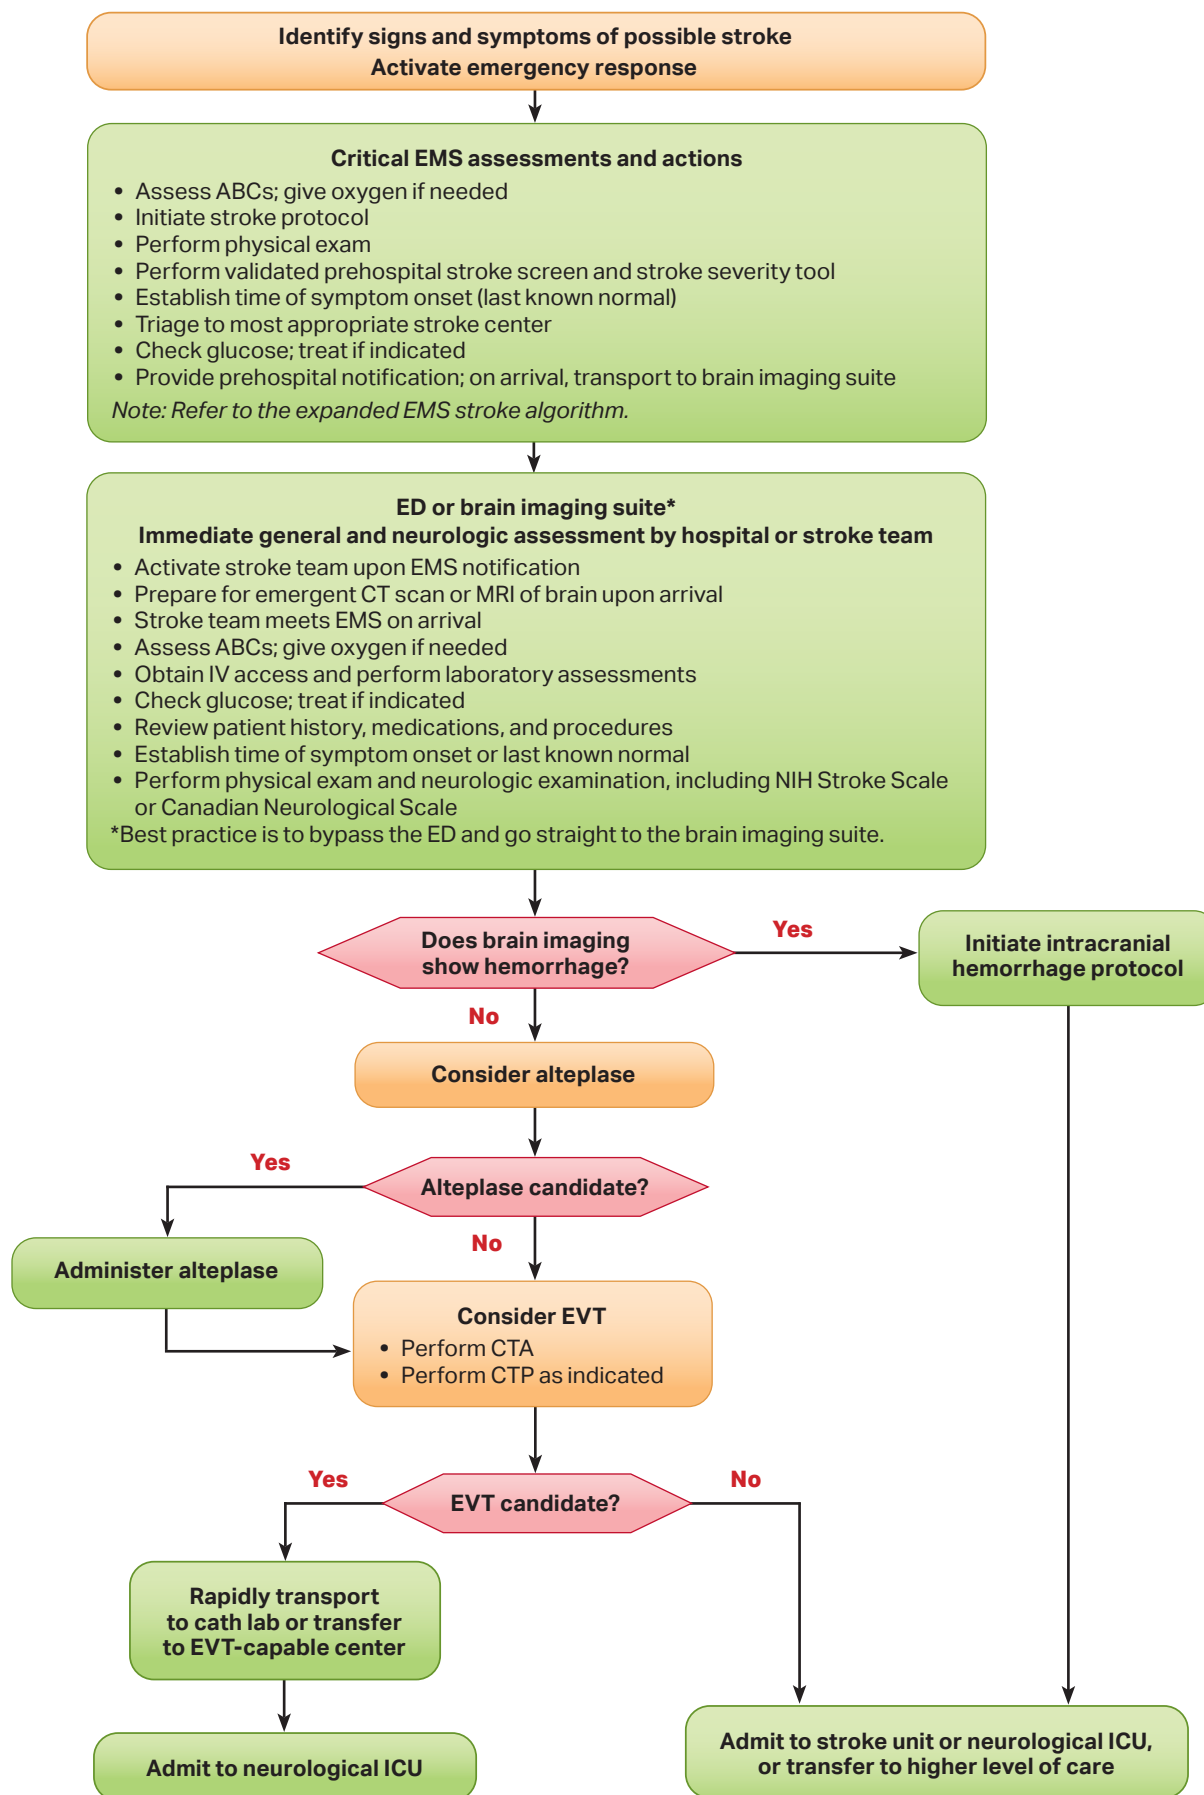 Identify signs and symptoms of possible stroke
Activate emergency response
Critical EMS assessments and actions
• Assess ABCs; give oxygen if needed
• Initiate stroke protocol
• Perform physical exam
• Perform validated prehospital stroke screen and stroke severity tool
• Establish time of symptom onset (last known normal)
• Triage to most appropriate stroke center
• Check glucose; treat if indicated
• Provide prehospital notification; on arrival, transport to brain imaging suite
Note: Refer to the expanded EMS stroke algorithm.
ED or brain imaging suite*
Immediate general and neurologic assessment by hospital or stroke team
• Activate stroke team upon EMS notification
• Prepare for emergent CT scan or MRI of brain upon arrival
• Stroke team meets EMS on arrival
• Assess ABCs; give oxygen if needed
• Obtain IV access and perform laboratory assessments
• Check glucose; treat if indicated
• Review patient history, medications, and procedures
• Establish time of symptom onset or last known normal
• Perform physical exam and neurologic examination, including NIH Stroke Scale
or Canadian Neurological Scale
*Best practice is to bypass the ED and go straight to the brain imaging suite.
Does brain imaging
show hemorrhage?
Yes
Initiate intracranial
hemorrhage protocol
No
Consider alteplase
Yes
Alteplase candidate?
No
Administer alteplase
Consider EVT
• Perform CTA
• Perform CTP as indicated
Yes
EVT candidate?
No
Rapidly transport
to cath lab or transfer
to EVT-capable center
Admit to neurological ICU
Admit to stroke unit or neurological ICU,
or transfer to higher level of care